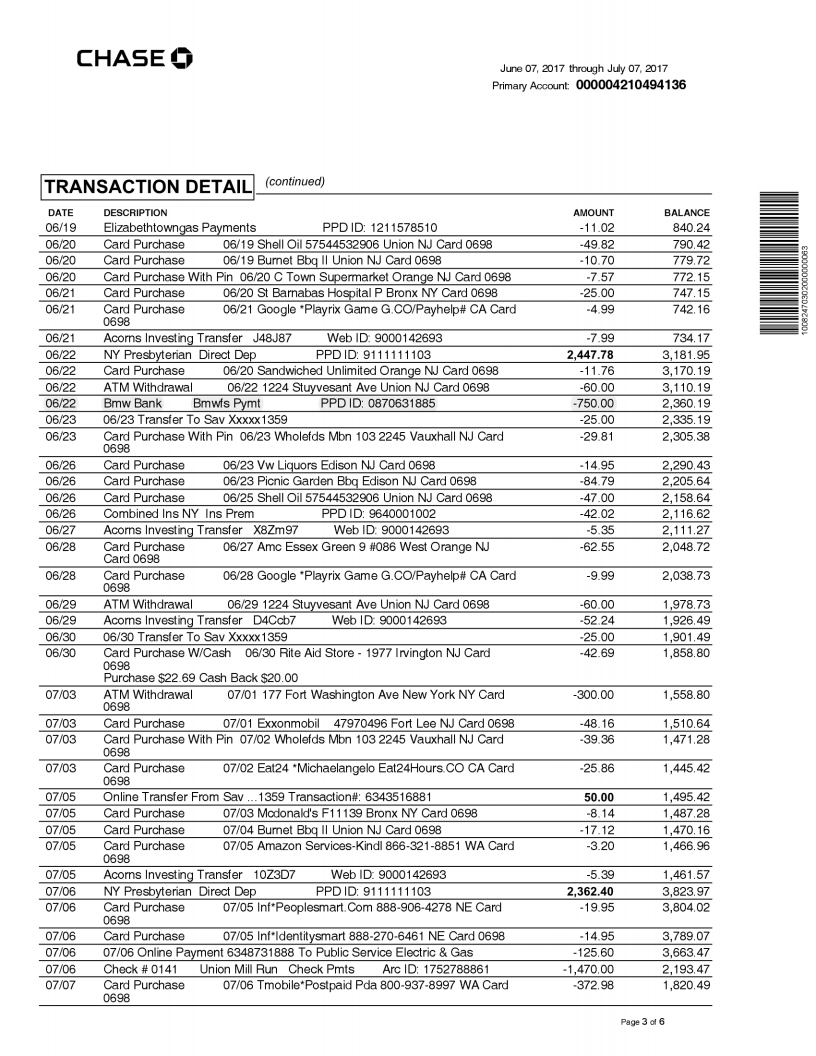 CHASE
June 07, 2017 through July 07, 2017
Primary Account: 000004210494136
TRANSACTION DETAIL (continued)
DATE DESCRIPTION AMOUNT BALANCE
06/19 Elizabethtowngas Payments PPD ID: 1211578510 -11.02 840.24
06/20 Card Purchase 06/19 Shell Oil 57544532906 Union NJ Card 0698 -49.82 790.42
06/20 Card Purchase 06/19 Burnet Bbq II Union NJ Card 0698 -10.70 779.72
06/20 Card Purchase With Pin 06/20 C Town Supermarket Orange NJ Card 0698 -7.57 772.15
06/21 Card Purchase 06/20 St Barnabas Hospital P Bronx NY Card 0698 -25.00 747.15
06/21 Card Purchase 06/21 Google *Playrix Game G.CO/Payhelp# CA Card -4.99 742.16
0698
06/21 Acorns Investing Transfer J48J87 Web ID: 9000142693 -7.99 734.17
06/22 NY Presbyterian Direct Dep PPD ID: 9111111103 2,447.78 3,181.95
06/22 Card Purchase 06/20 Sandwiched Unlimited Orange NJ Card 0698 -11.76 3,170.19
06/22 ATM Withdrawal 06/22 1224 Stuyvesant Ave Union NJ Card 0698 -60.00 3,110.19
06/22 Bmw Bank Bmwfs Pymt PPD ID: 0870631885 -750.00 2,360.19
06/23 06/23 Transfer To Sav Xxxxx1359 -25.00 2,335.19
06/23 Card Purchase With Pin 06/23 Wholefds Mbn 103 2245 Vauxhall NJ Card -29.81 2,305.38
0698
06/26 Card Purchase 06/23 Vw Liquors Edison NJ Card 0698 -14.95 2,290.43
06/26 Card Purchase 06/23 Picnic Garden Bbq Edison NJ Card 0698 -84.79 2,205.64
06/26 Card Purchase 06/25 Shell Oil 57544532906 Union NJ Card 0698 -47.00 2,158.64
06/26 Combined Ins NY Ins Prem PPD ID: 9640001002 -42.02 2,116.62
06/27 Acorns Investing Transfer X8Zm97 Web ID: 9000142693 -5.35 2,111.27
06/28 Card Purchase 06/27 Amc Essex Green 9 #086 West Orange NJ -62.55 2,048.72
Card 0698
06/28 Card Purchase 06/28 Google *Playrix Game G.CO/Payhelp# CA Card -9.99 2,038.73
0698
06/29 ATM Withdrawal 06/29 1224 Stuyvesant Ave Union NJ Card 0698 -60.00 1,978.73
06/29 Acorns Investing Transfer D4Ccb7 Web ID: 9000142693 -52.24 1,926.49
06/30 06/30 Transfer To Sav Xxxxx1359 -25.00 1,901.49
06/30 Card Purchase W/Cash 06/30 Rite Aid Store - 1977 Irvington NJ Card -42.69 1,858.80
0698
Purchase $22.69 Cash Back $20.00
07/03 ATM Withdrawal 07/01 177 Fort Washington Ave New York NY Card -300.00 1,558.80
0698
07/03 Card Purchase 07/01 Exxonmobil 47970496 Fort Lee NJ Card 0698 -48.16 1,510.64
07/03 Card Purchase With Pin 07/02 Wholefds Mbn 103 2245 Vauxhall NJ Card -39.36 1,471.28
0698
07/03 Card Purchase 07/02 Eat24 *Michaelangelo Eat24Hours.CO CA Card -25.86 1,445.42
0698
07/05 Online Transfer From Sav ...1359 Transaction#: 6343516881 50.00 1,495.42
07/05 Card Purchase 07/03 Mcdonald's F11139 Bronx NY Card 0698 -8.14 1,487.28
07/05 Card Purchase 07/04 Burnet Bbq II Union NJ Card 0698 -17.12 1,470.16
07/05 Card Purchase 07/05 Amazon Services-Kindl 866-321-8851 WA Card -3.20 1,466.96
0698
07/05 Acorns Investing Transfer 10Z3D7 Web ID: 9000142693 -5.39 1,461.57
07/06 NY Presbyterian Direct Dep PPD ID: 9111111103 2,362.40 3,823.97
07/06 Card Purchase 07/05 Inf*Peoplesmart.Com 888-906-4278 NE Card -19.95 3,804.02
0698
07/06 Card Purchase 07/05 Inf*Identitysmart 888-270-6461 NE Card 0698 -14.95 3,789.07
07/06 07/06 Online Payment 6348731888 To Public Service Electric & Gas -125.60 3,663.47
07/06 Check # 0141 Union Mill Run Check Pmts Arc ID: 1752788861 -1,470.00 2,193.47
07/07 Card Purchase 07/06 Tmobile*Postpaid Pda 800-937-8997 WA Card -372.98 1,820.49
0698
10082470302000000063
Page 3 of 6